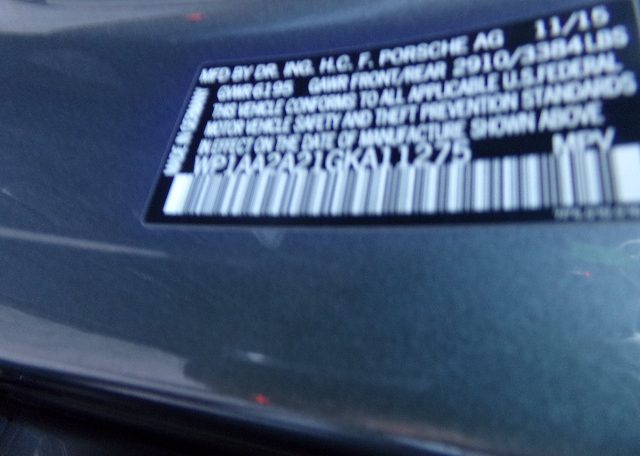 MFD BY DR. ING. H.C. F. PORSCHE AG 11/15
GVWR 6195 GAWR FRONT/REAR 2910/3384LBS
THIS VEHICLE CONFORMS TO ALL APPLICABLE U.S.FEDERAL
MOTOR VEHICLE SAFETY AND THEFT PREVENTION STANDARDS
IN EFFECT ON THE DATE OF MANUFACTURE SHOWN ABOVE
WP1AA2A21GKA11275 MPV